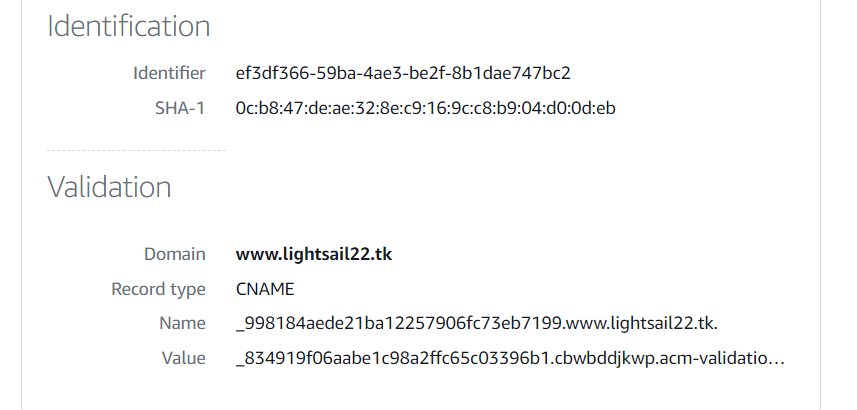 Identification
Identifier ef3df366-59ba-4ae3-be2f-8b1dae747bc2
SHA-1 0c:b8:47:de:ae:32:8e:c9:16:9c:c8:b9:04:d0:0d:eb
Validation
Domain www.lightsail22.tk
Record type CNAME
Name _998184aede21ba12257906fc73eb7199.www.lightsail22.tk.
Value _834919f06aabe1c98a2ffc65c03396b1.cbwbddjkwp.acm-validatio…